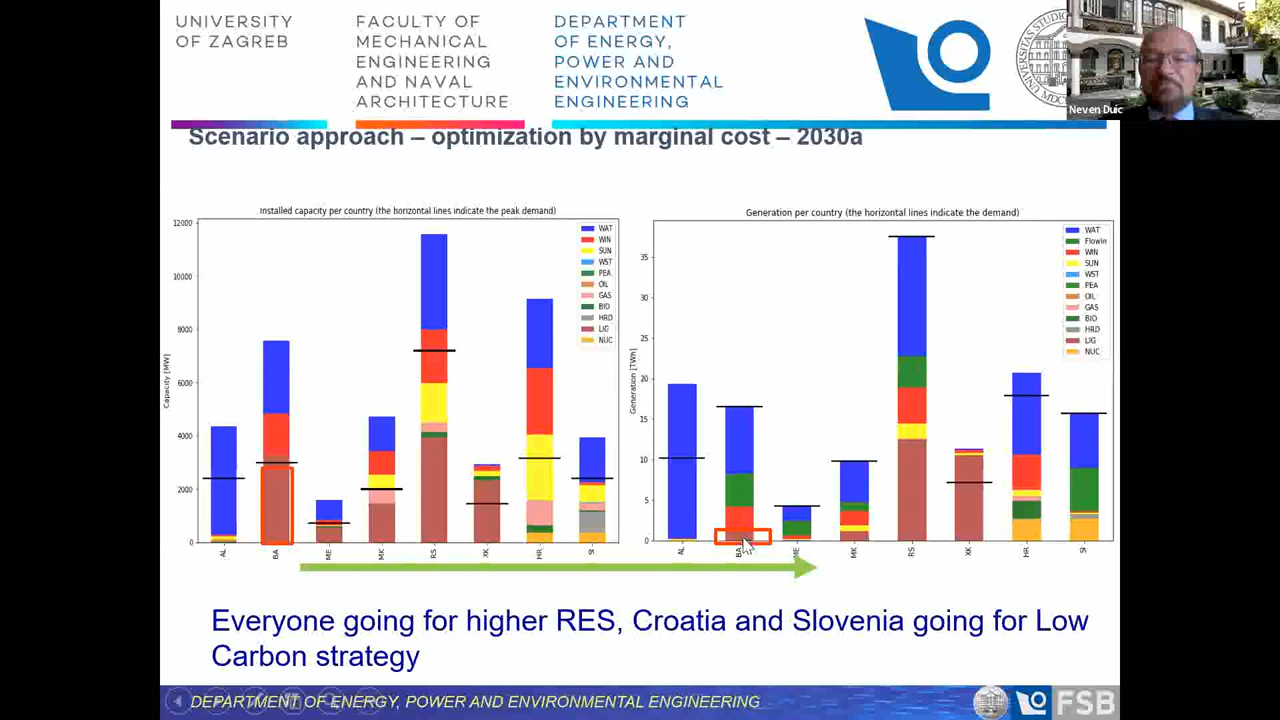 UNIVERSITY
OF ZAGREB
FACULTY OF
MECHANICAL
ENGINEERING
AND NAVAL
ARCHITECTURE
DEPARTMENT
OF ENERGY,
POWER AND
ENVIRONMENTAL
ENGINEERING
Neven Duic
Scenario approach – optimization by marginal cost – 2030a
Installed capacity per country (the horizontal lines indicate the peak demand)
Capacity [MW]
12000
10000
8000
6000
4000
2000
0
WAT
WIN
SUN
WST
PEA
OIL
GAS
BIO
HRD
LIG
NUC
AL
BA
ME
MK
RS
XK
HR
SI
Generation per country (the horizontal lines indicate the demand)
Generation [TWh]
35
30
25
20
15
10
5
0
WAT
FlowIn
WIN
SUN
WST
PEA
OIL
GAS
BIO
HRD
LIG
NUC
AL
BA
ME
MK
RS
XK
HR
SI
Everyone going for higher RES, Croatia and Slovenia going for Low
Carbon strategy
DEPARTMENT OF ENERGY, POWER AND ENVIRONMENTAL ENGINEERING
FSB